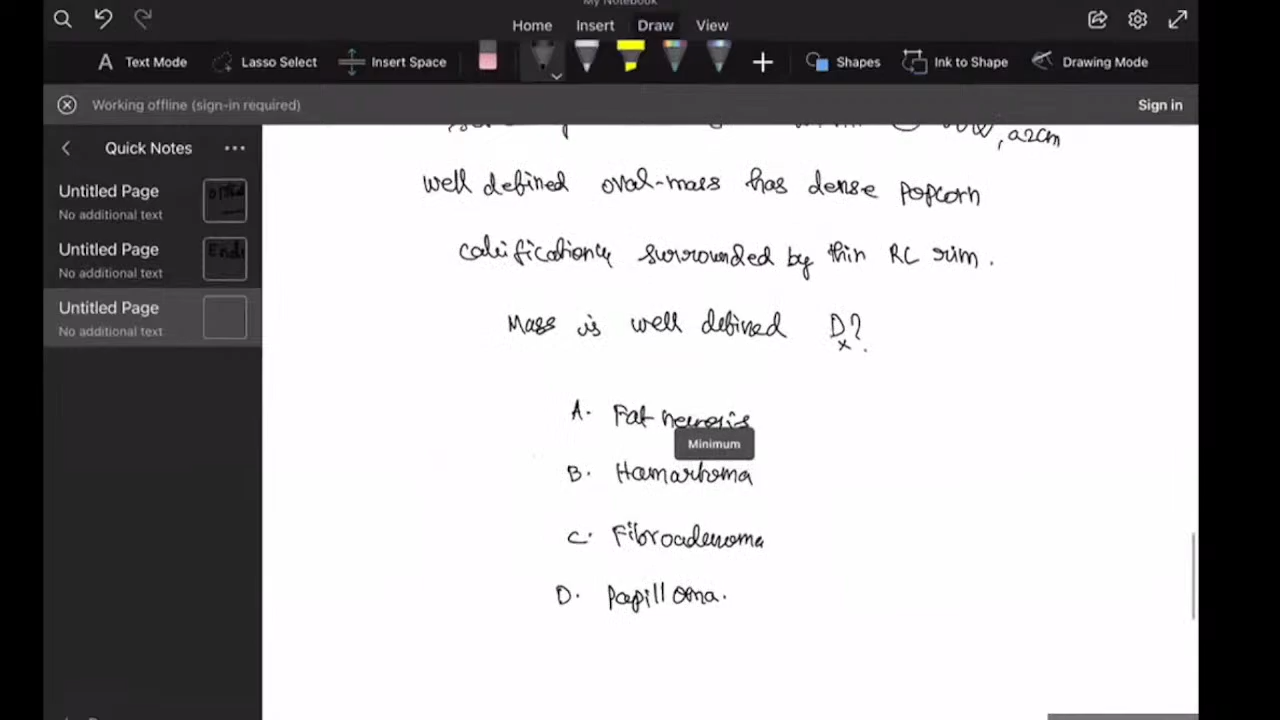 My Notebook
Home Insert Draw View
Text Mode Lasso Select Insert Space Shapes Ink to Shape Drawing Mode
Working offline (sign-in required) Sign in
Quick Notes
Untitled Page
No additional text
Untitled Page
No additional text
Untitled Page
No additional text
, a 2cm
well defined oval-mass has dense popcorn
surrounded by thin RC rim.
Mass is well defined Dx?
A. Fat necrosis
Minimum
B. Hamartoma
C. Fibroadenoma
D. Papilloma.